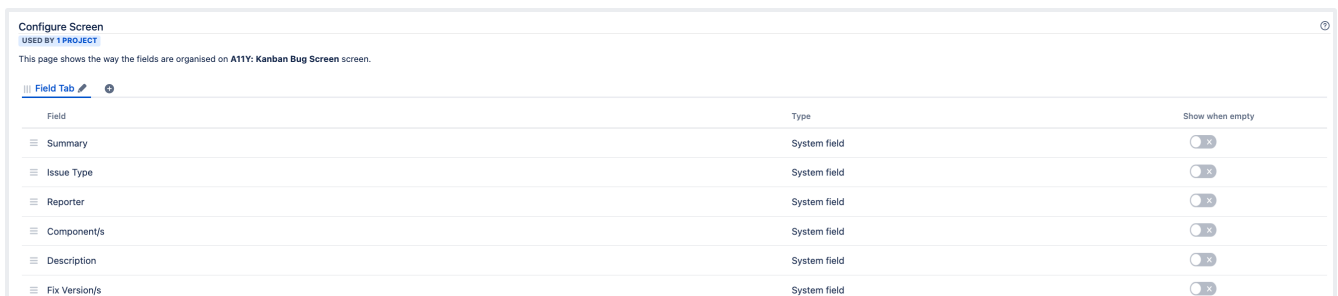 Configure Screen
USED BY 1 PROJECT
This page shows the way the fields are organised on A11Y: Kanban Bug Screen screen.
Field Tab
Field Type Show when empty
Summary System field
Issue Type System field
Reporter System field
Component/s System field
Description System field
Fix Version/s System field